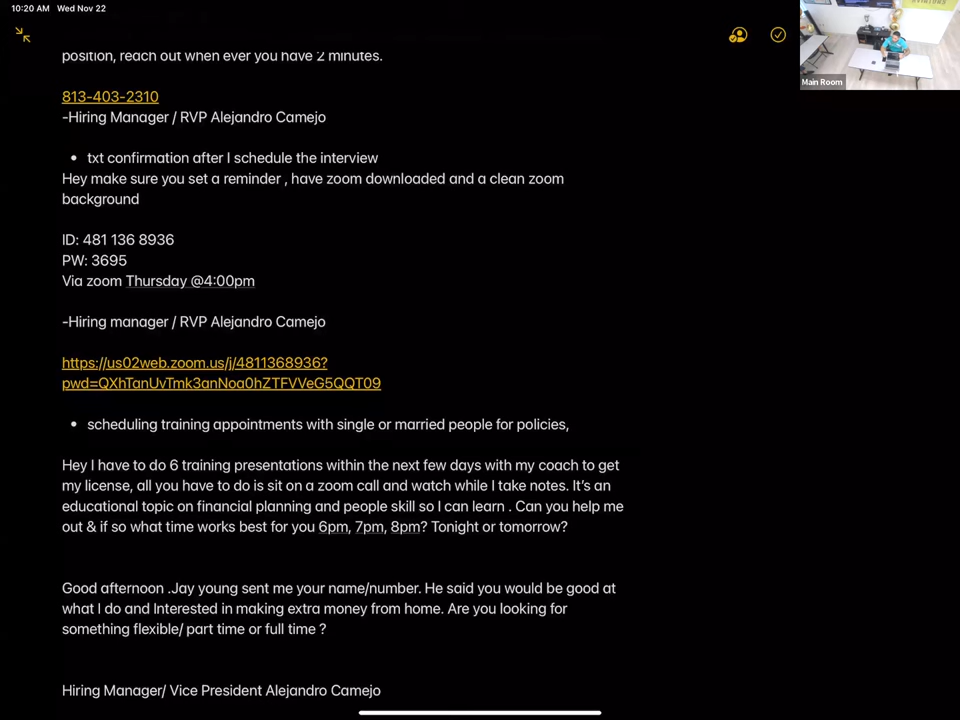 10:20 AM Wed Nov 22
Main Room
position, reach out when ever you have 2 minutes.
813-403-2310
-Hiring Manager / RVP Alejandro Camejo
• txt confirmation after I schedule the interview
Hey make sure you set a reminder , have zoom downloaded and a clean zoom
background
ID: 481 136 8936
PW: 3695
Via zoom Thursday @4:00pm
-Hiring manager / RVP Alejandro Camejo
https://us02web.zoom.us/j/4811368936?
pwd=QXhTanUvTmk3anNoa0hZTFVVeG5QQT09
• scheduling training appointments with single or married people for policies,
Hey I have to do 6 training presentations within the next few days with my coach to get
my license, all you have to do is sit on a zoom call and watch while I take notes. It's an
educational topic on financial planning and people skill so I can learn . Can you help me
out & if so what time works best for you 6pm, 7pm, 8pm? Tonight or tomorrow?
Good afternoon .Jay young sent me your name/number. He said you would be good at
what I do and Interested in making extra money from home. Are you looking for
something flexible/ part time or full time ?
Hiring Manager/ Vice President Alejandro Camejo